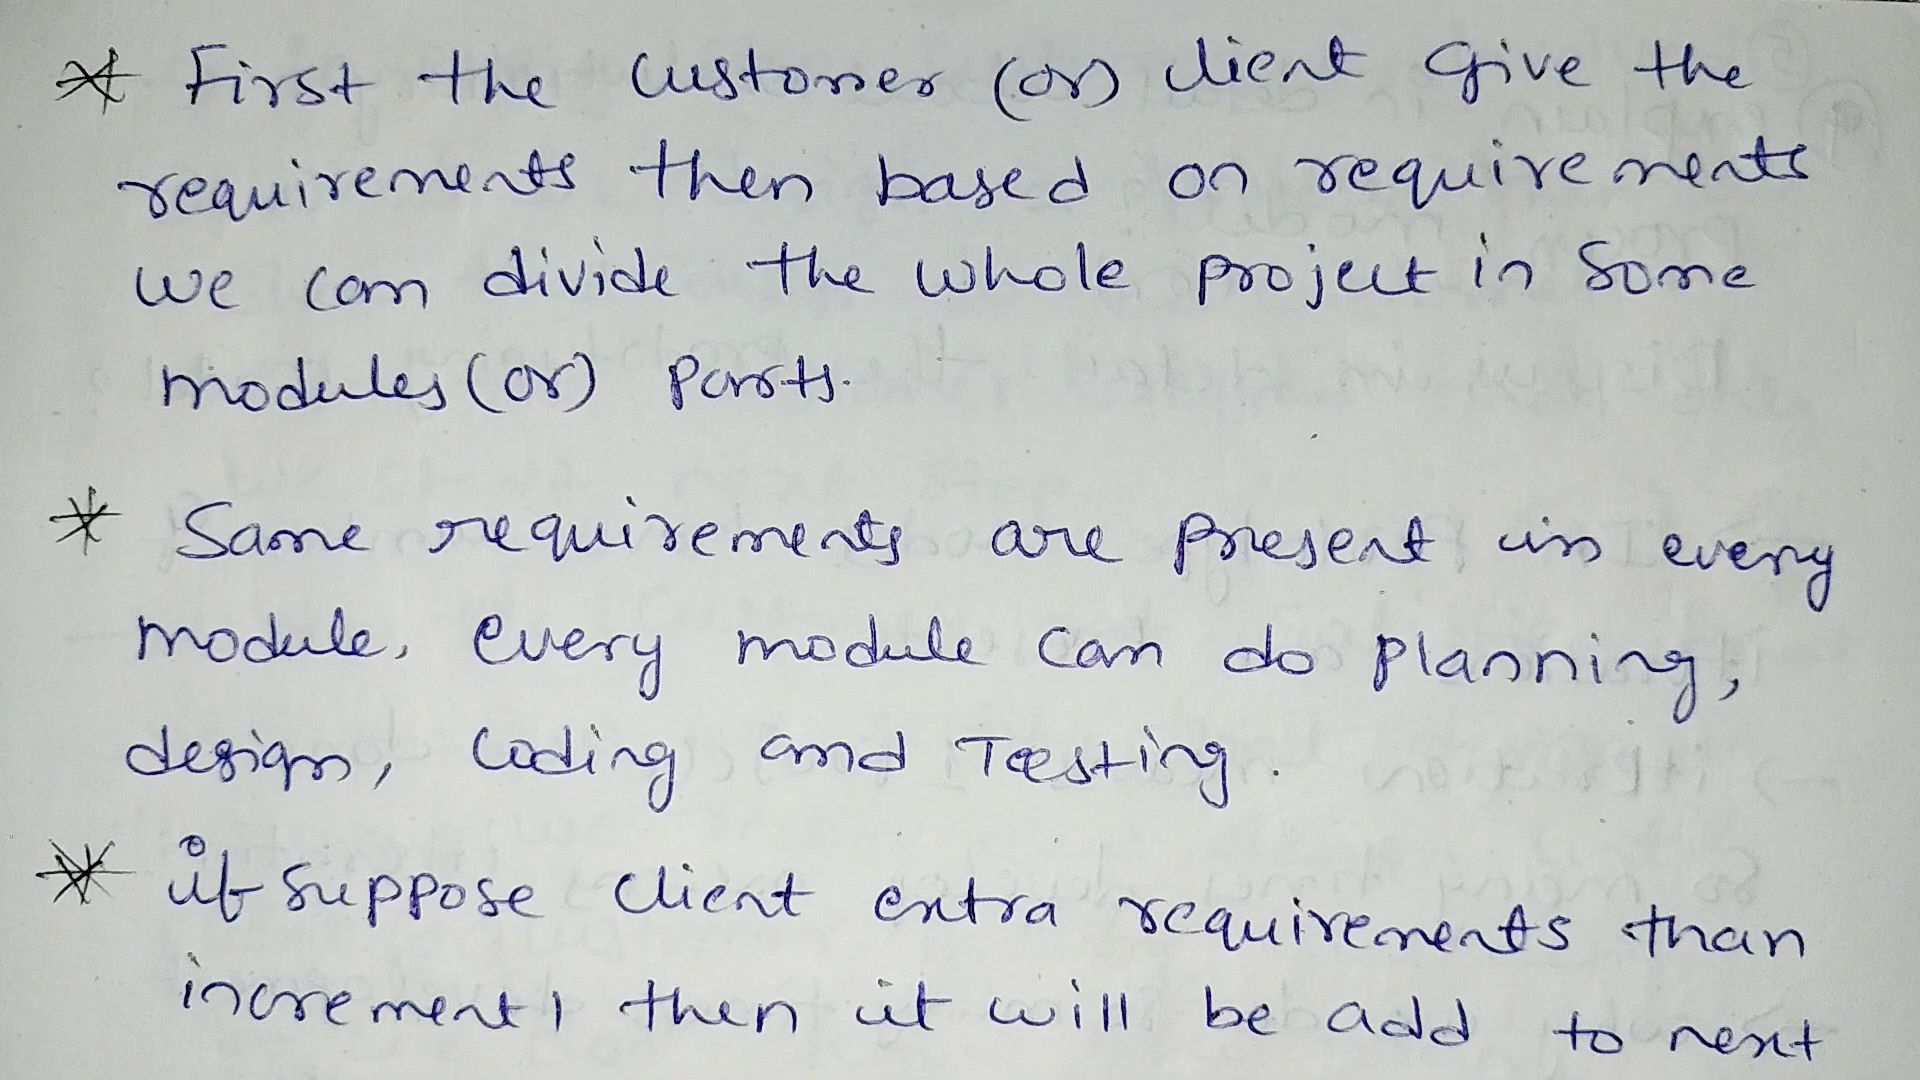 * First the Customer (or) client give the
requirements then based on requirements
we can divide the whole project in Some
modules (or) Parts.
* Same requirements are present in every
module, every module can do planning,
design, coding and Testing.
* if suppose client extra requirements than
increment 1 then it will be add to next